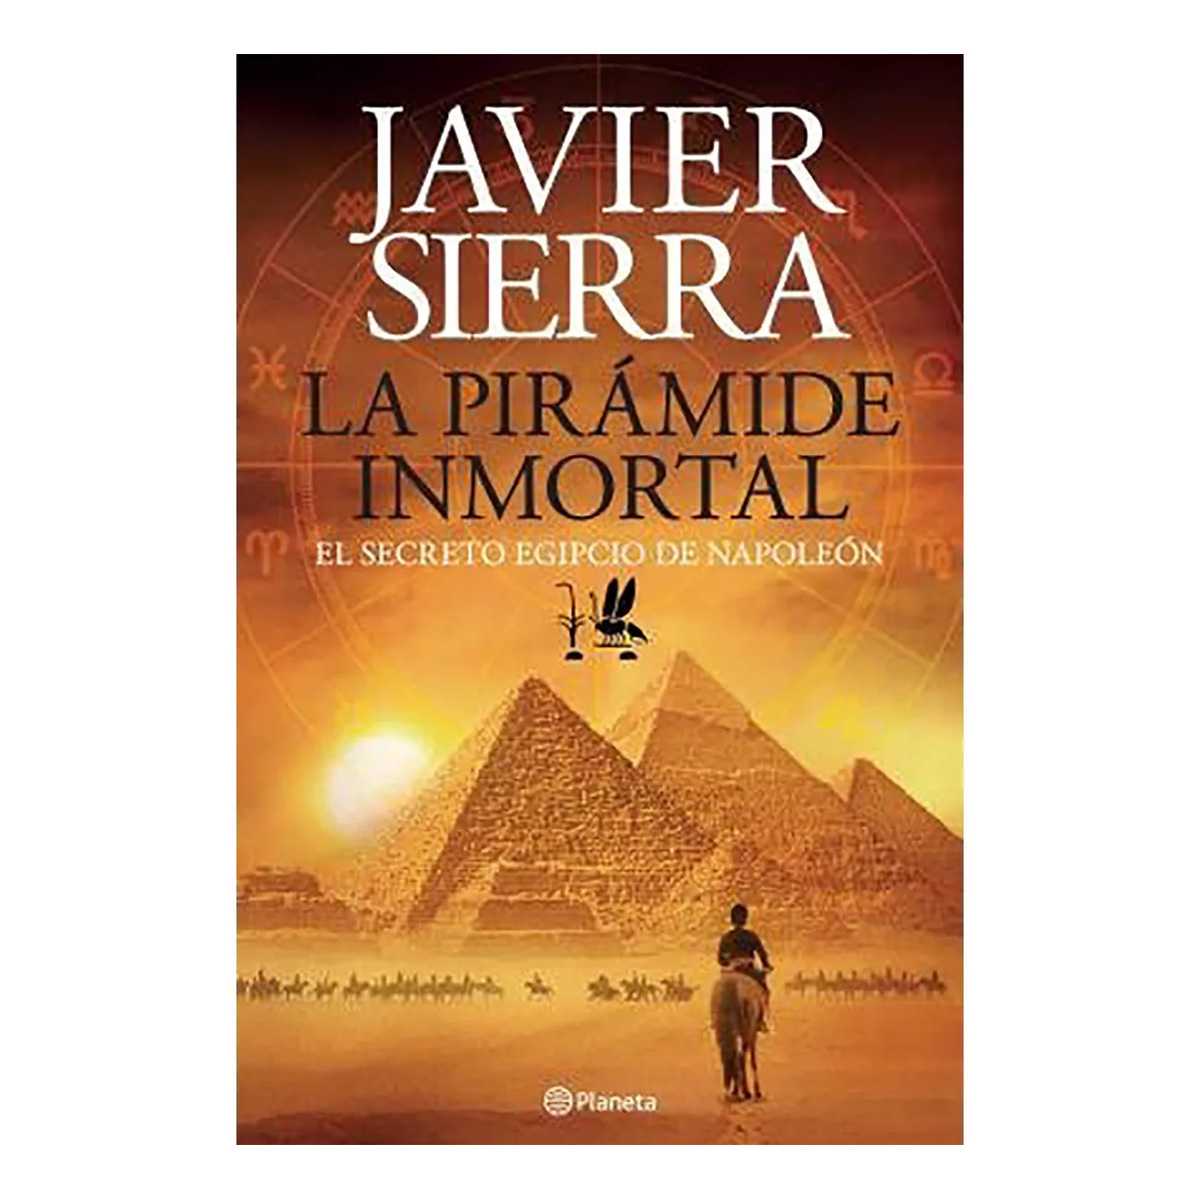 JAVIER
SIERRA
LA PIRÁMIDE
INMORTAL
EL SECRETO EGIPCIO DE NAPOLEÓN
Planeta